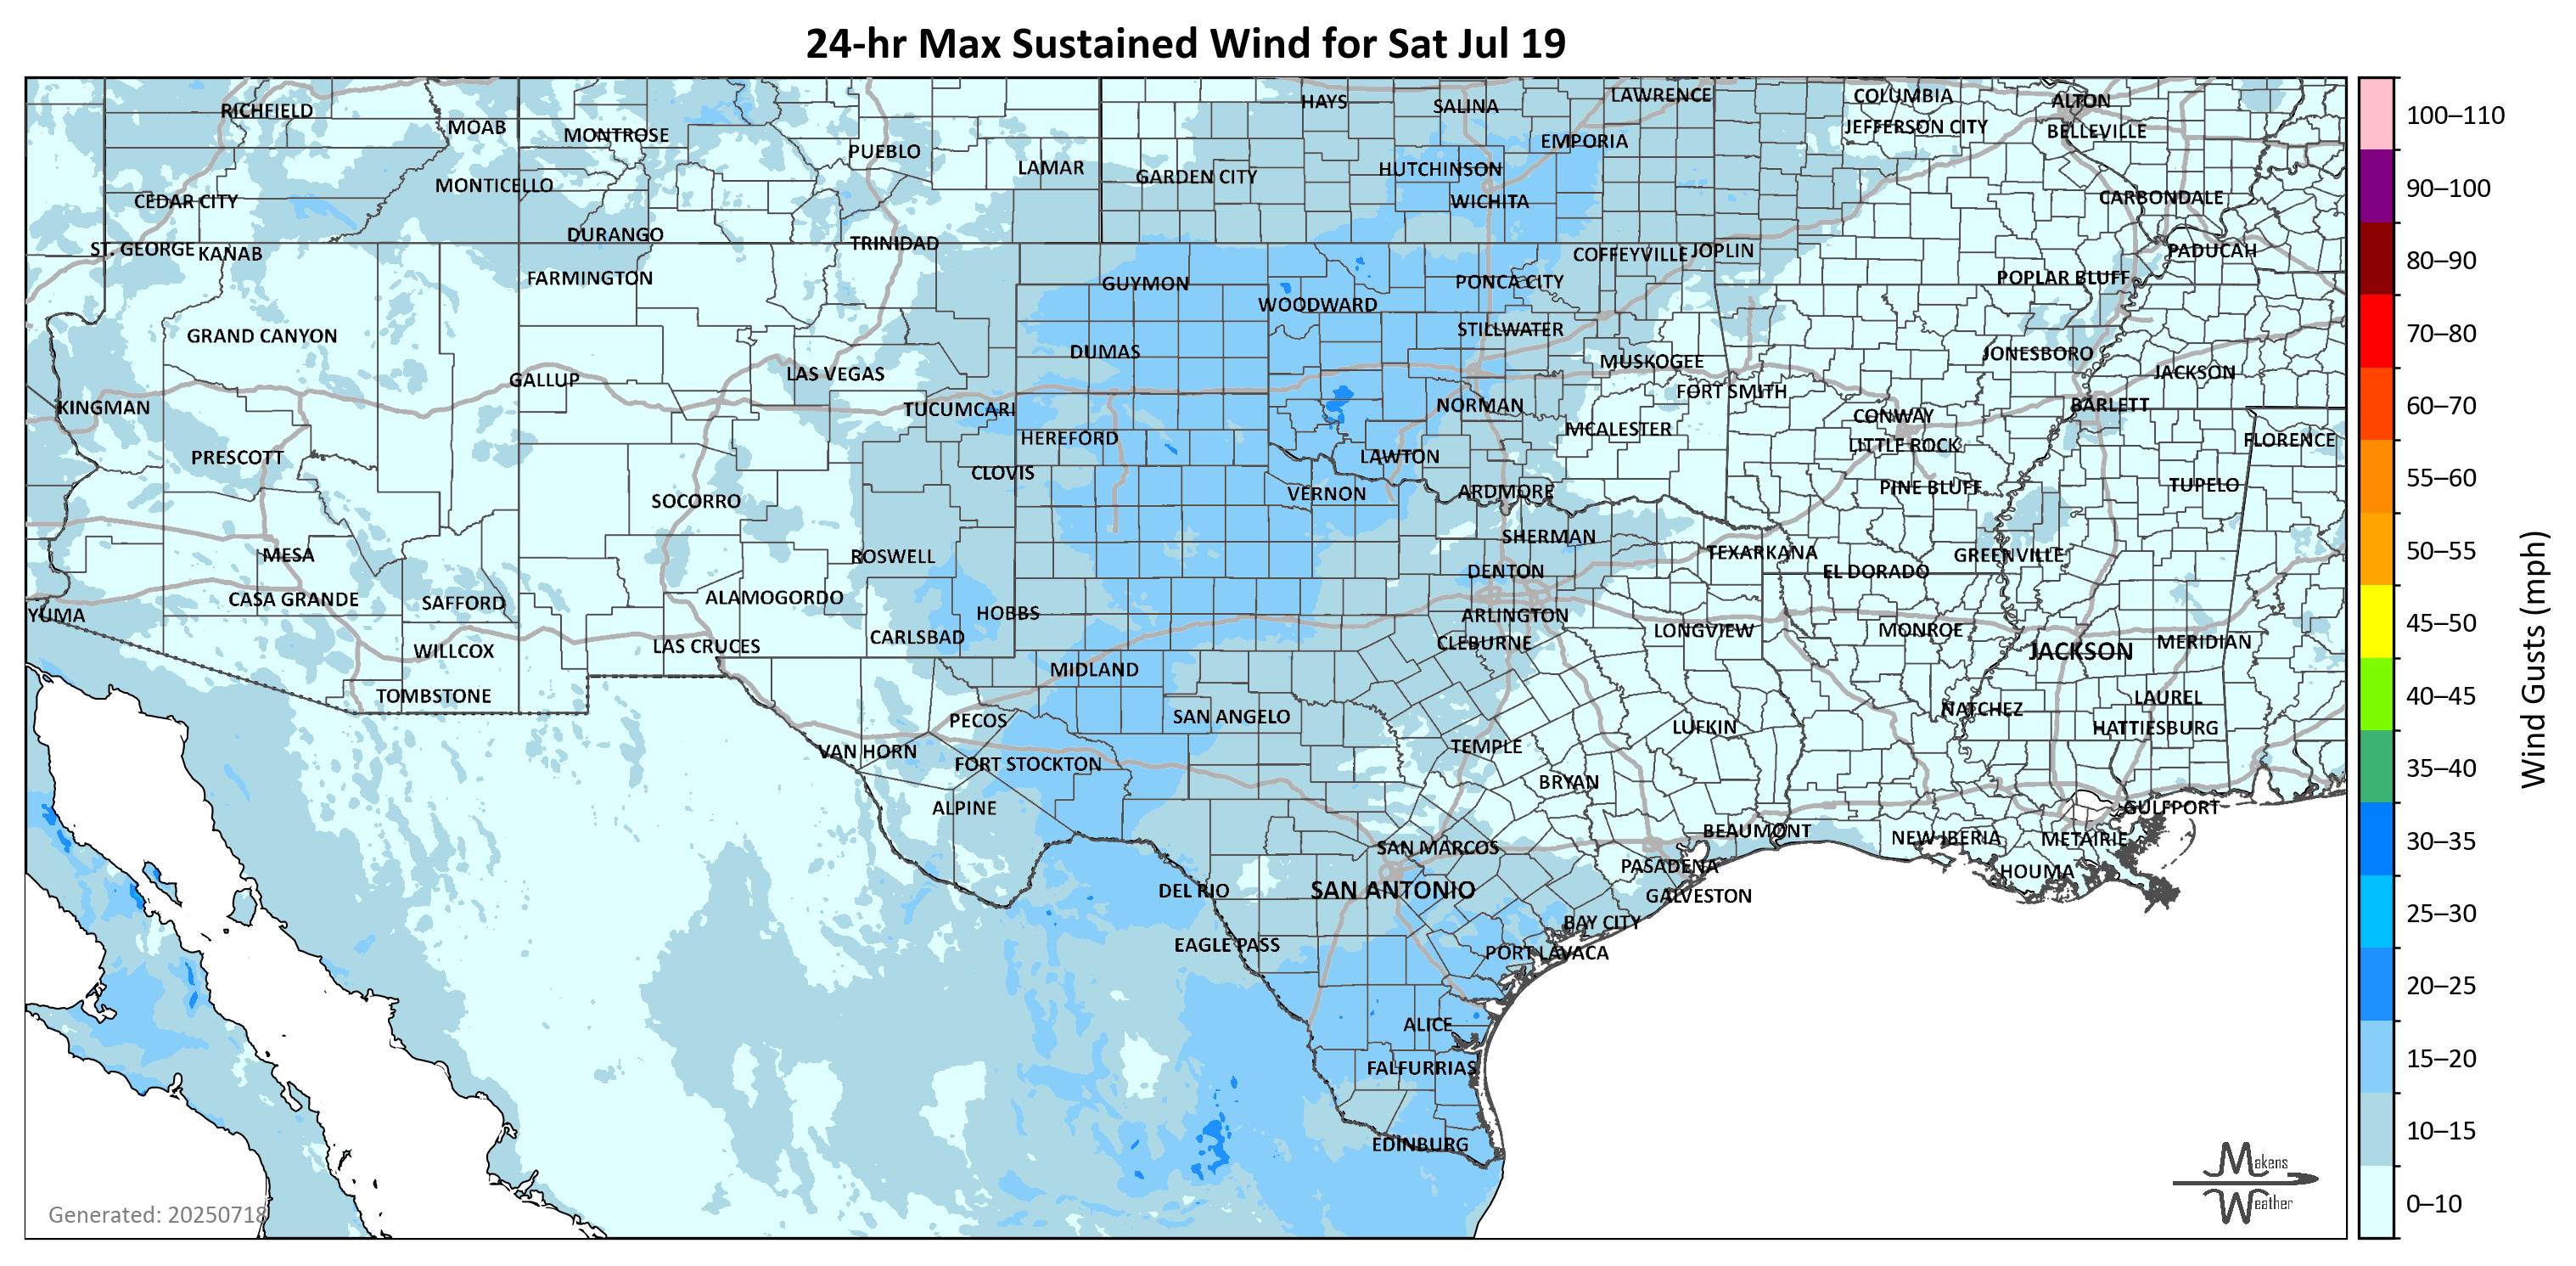 24-hr Max Sustained Wind for Sat Jul 19
RICHFIELD
MOAB
MONTROSE
PUEBLO
LAMAR
HAYS
SALINA
LAWRENCE
COLUMBIA
ALTON
JEFFERSON CITY
BELLEVILLE
EMPORIA
MONTICELLO
GARDEN CITY
HUTCHINSON
CEDAR CITY
WICHITA
CARBONDALE
DURANGO
TRINIDAD
ST. GEORGE
KANAB
COFFEYVILLE
JOPLIN
PADUCAH
FARMINGTON
GUYMON
PONCA CITY
POPLAR BLUFF
WOODWARD
GRAND CANYON
STILLWATER
DUMAS
MUSKOGEE
JONESBORO
GALLUP
LAS VEGAS
FORT SMITH
JACKSON
KINGMAN
TUCUMCARI
NORMAN
CONWAY
BARLETT
HEREFORD
MCALESTER
LITTLE ROCK
FLORENCE
PRESCOTT
CLOVIS
LAWTON
SOCORRO
VERNON
ARDMORE
PINE BLUFF
TUPELO
MESA
ROSWELL
SHERMAN
TEXARKANA
GREENVILLE
DENTON
EL DORADO
CASA GRANDE
SAFFORD
ALAMOGORDO
HOBBS
ARLINGTON
YUMA
CARLSBAD
CLEBURNE
LONGVIEW
MONROE
MERIDIAN
WILLCOX
LAS CRUCES
JACKSON
MIDLAND
TOMBSTONE
LAUREL
PECOS
SAN ANGELO
NATCHEZ
LUFKIN
HATTIESBURG
VAN HORN
FORT STOCKTON
TEMPLE
BRYAN
ALPINE
GULFPORT
BEAUMONT
NEW IBERIA
METAIRIE
SAN MARCOS
PASADENA
HOUMA
DEL RIO
SAN ANTONIO
GALVESTON
BAY CITY
EAGLE PASS
PORT LAVACA
ALICE
FALFURRIAS
EDINBURG
Generated: 20250718
Makens
Weather
100–110
90–100
80–90
70–80
60–70
55–60
50–55
45–50
40–45
35–40
30–35
25–30
20–25
15–20
10–15
0–10
Wind Gusts (mph)